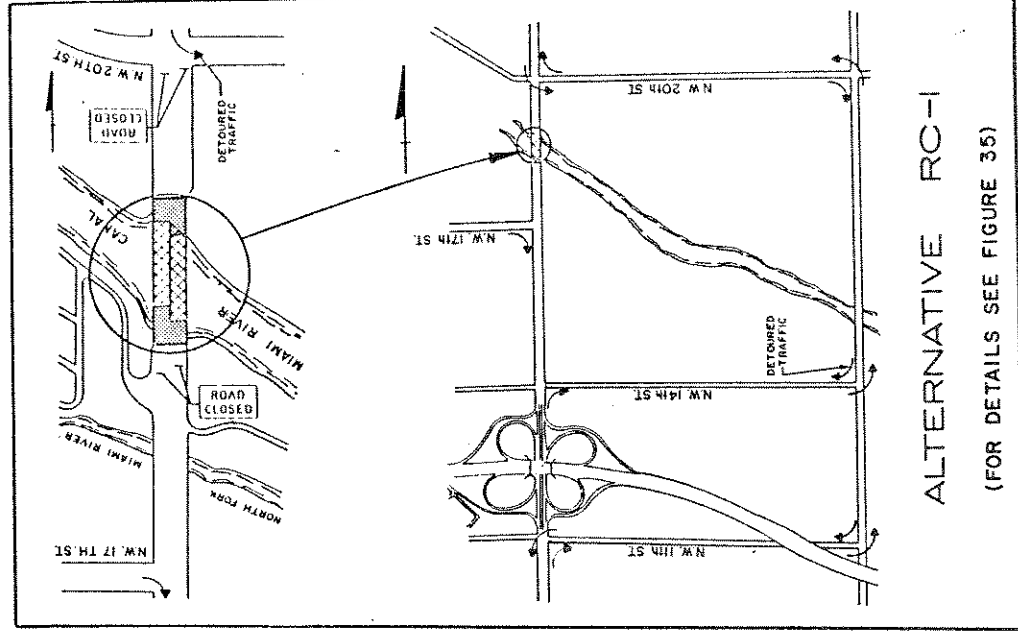 N.W. 20TH. ST.
ROAD
CLOSED
DETOURED
TRAFFIC
CANAL
MIAMI RIVER
ROAD
CLOSED
MIAMI RIVER
NORTH FORK
N.W. 17 TH. ST.
N.W. 20th ST.
N.W. 17th ST.
DETOURED
TRAFFIC
N.W. 14th ST.
N.W. 11th ST.
ALTERNATIVE RC-1
(FOR DETAILS SEE FIGURE 35)